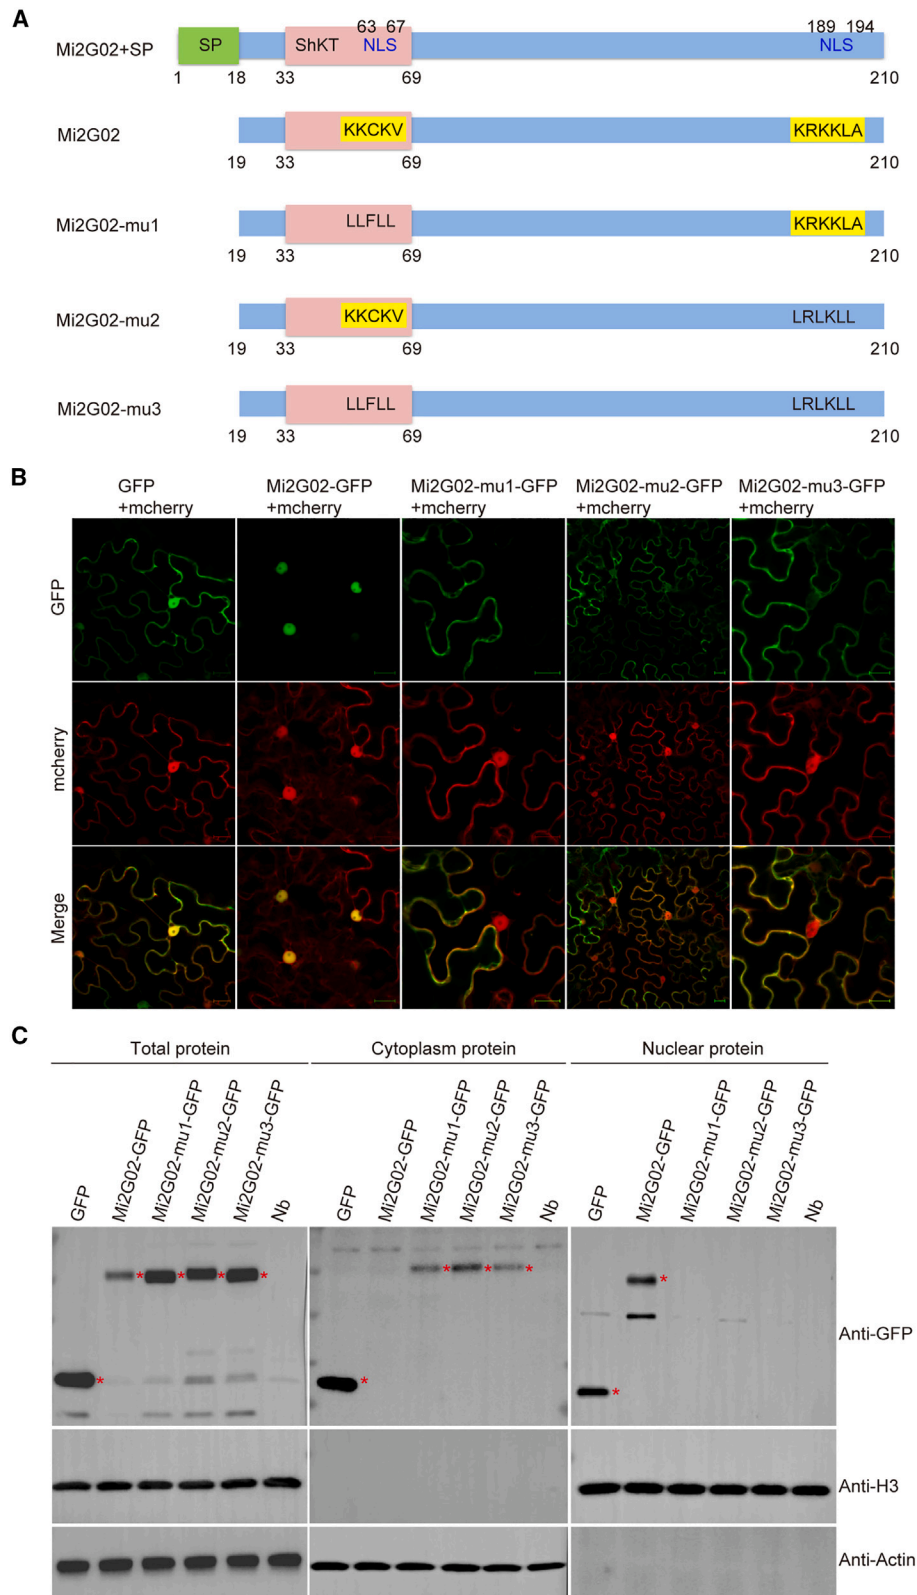 A
63 67
189 194
Mi2G02+SP
SP
ShKT
NLS
NLS
1 18 33 69 210
Mi2G02
KKCKV
KRKKLA
19 33 69 210
Mi2G02-mu1
LLFLL
KRKKLA
19 33 69 210
Mi2G02-mu2
KKCKV
LRLKLL
19 33 69 210
Mi2G02-mu3
LLFLL
LRLKLL
19 33 69 210
B
GFP
+mcherry
Mi2G02-GFP
+mcherry
Mi2G02-mu1-GFP
+mcherry
Mi2G02-mu2-GFP
+mcherry
Mi2G02-mu3-GFP
+mcherry
GFP
mcherry
Merge
C
Total protein
Cytoplasm protein
Nuclear protein
GFP
Mi2G02-GFP
Mi2G02-mu1-GFP
Mi2G02-mu2-GFP
Mi2G02-mu3-GFP
Nb
GFP
Mi2G02-GFP
Mi2G02-mu1-GFP
Mi2G02-mu2-GFP
Mi2G02-mu3-GFP
Nb
GFP
Mi2G02-GFP
Mi2G02-mu1-GFP
Mi2G02-mu2-GFP
Mi2G02-mu3-GFP
Nb
* * * * *
* * * *
* *
Anti-GFP
Anti-H3
Anti-Actin